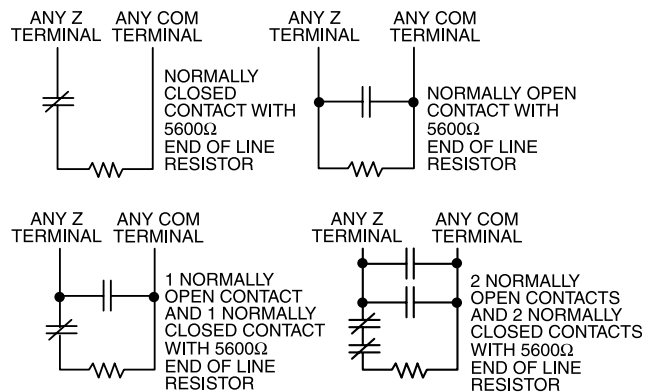 ANY Z
TERMINAL
ANY COM
TERMINAL
NORMALLY
CLOSED
CONTACT WITH
5600Ω
END OF LINE
RESISTOR
ANY Z
TERMINAL
ANY COM
TERMINAL
NORMALLY OPEN
CONTACT WITH
5600Ω
END OF LINE
RESISTOR
ANY Z
TERMINAL
ANY COM
TERMINAL
1 NORMALLY
OPEN CONTACT
AND 1 NORMALLY
CLOSED CONTACT
WITH 5600Ω
END OF LINE
RESISTOR
ANY Z
TERMINAL
ANY COM
TERMINAL
2 NORMALLY
OPEN CONTACTS
AND 2 NORMALLY
CLOSED CONTACTS
WITH 5600Ω
END OF LINE
RESISTOR